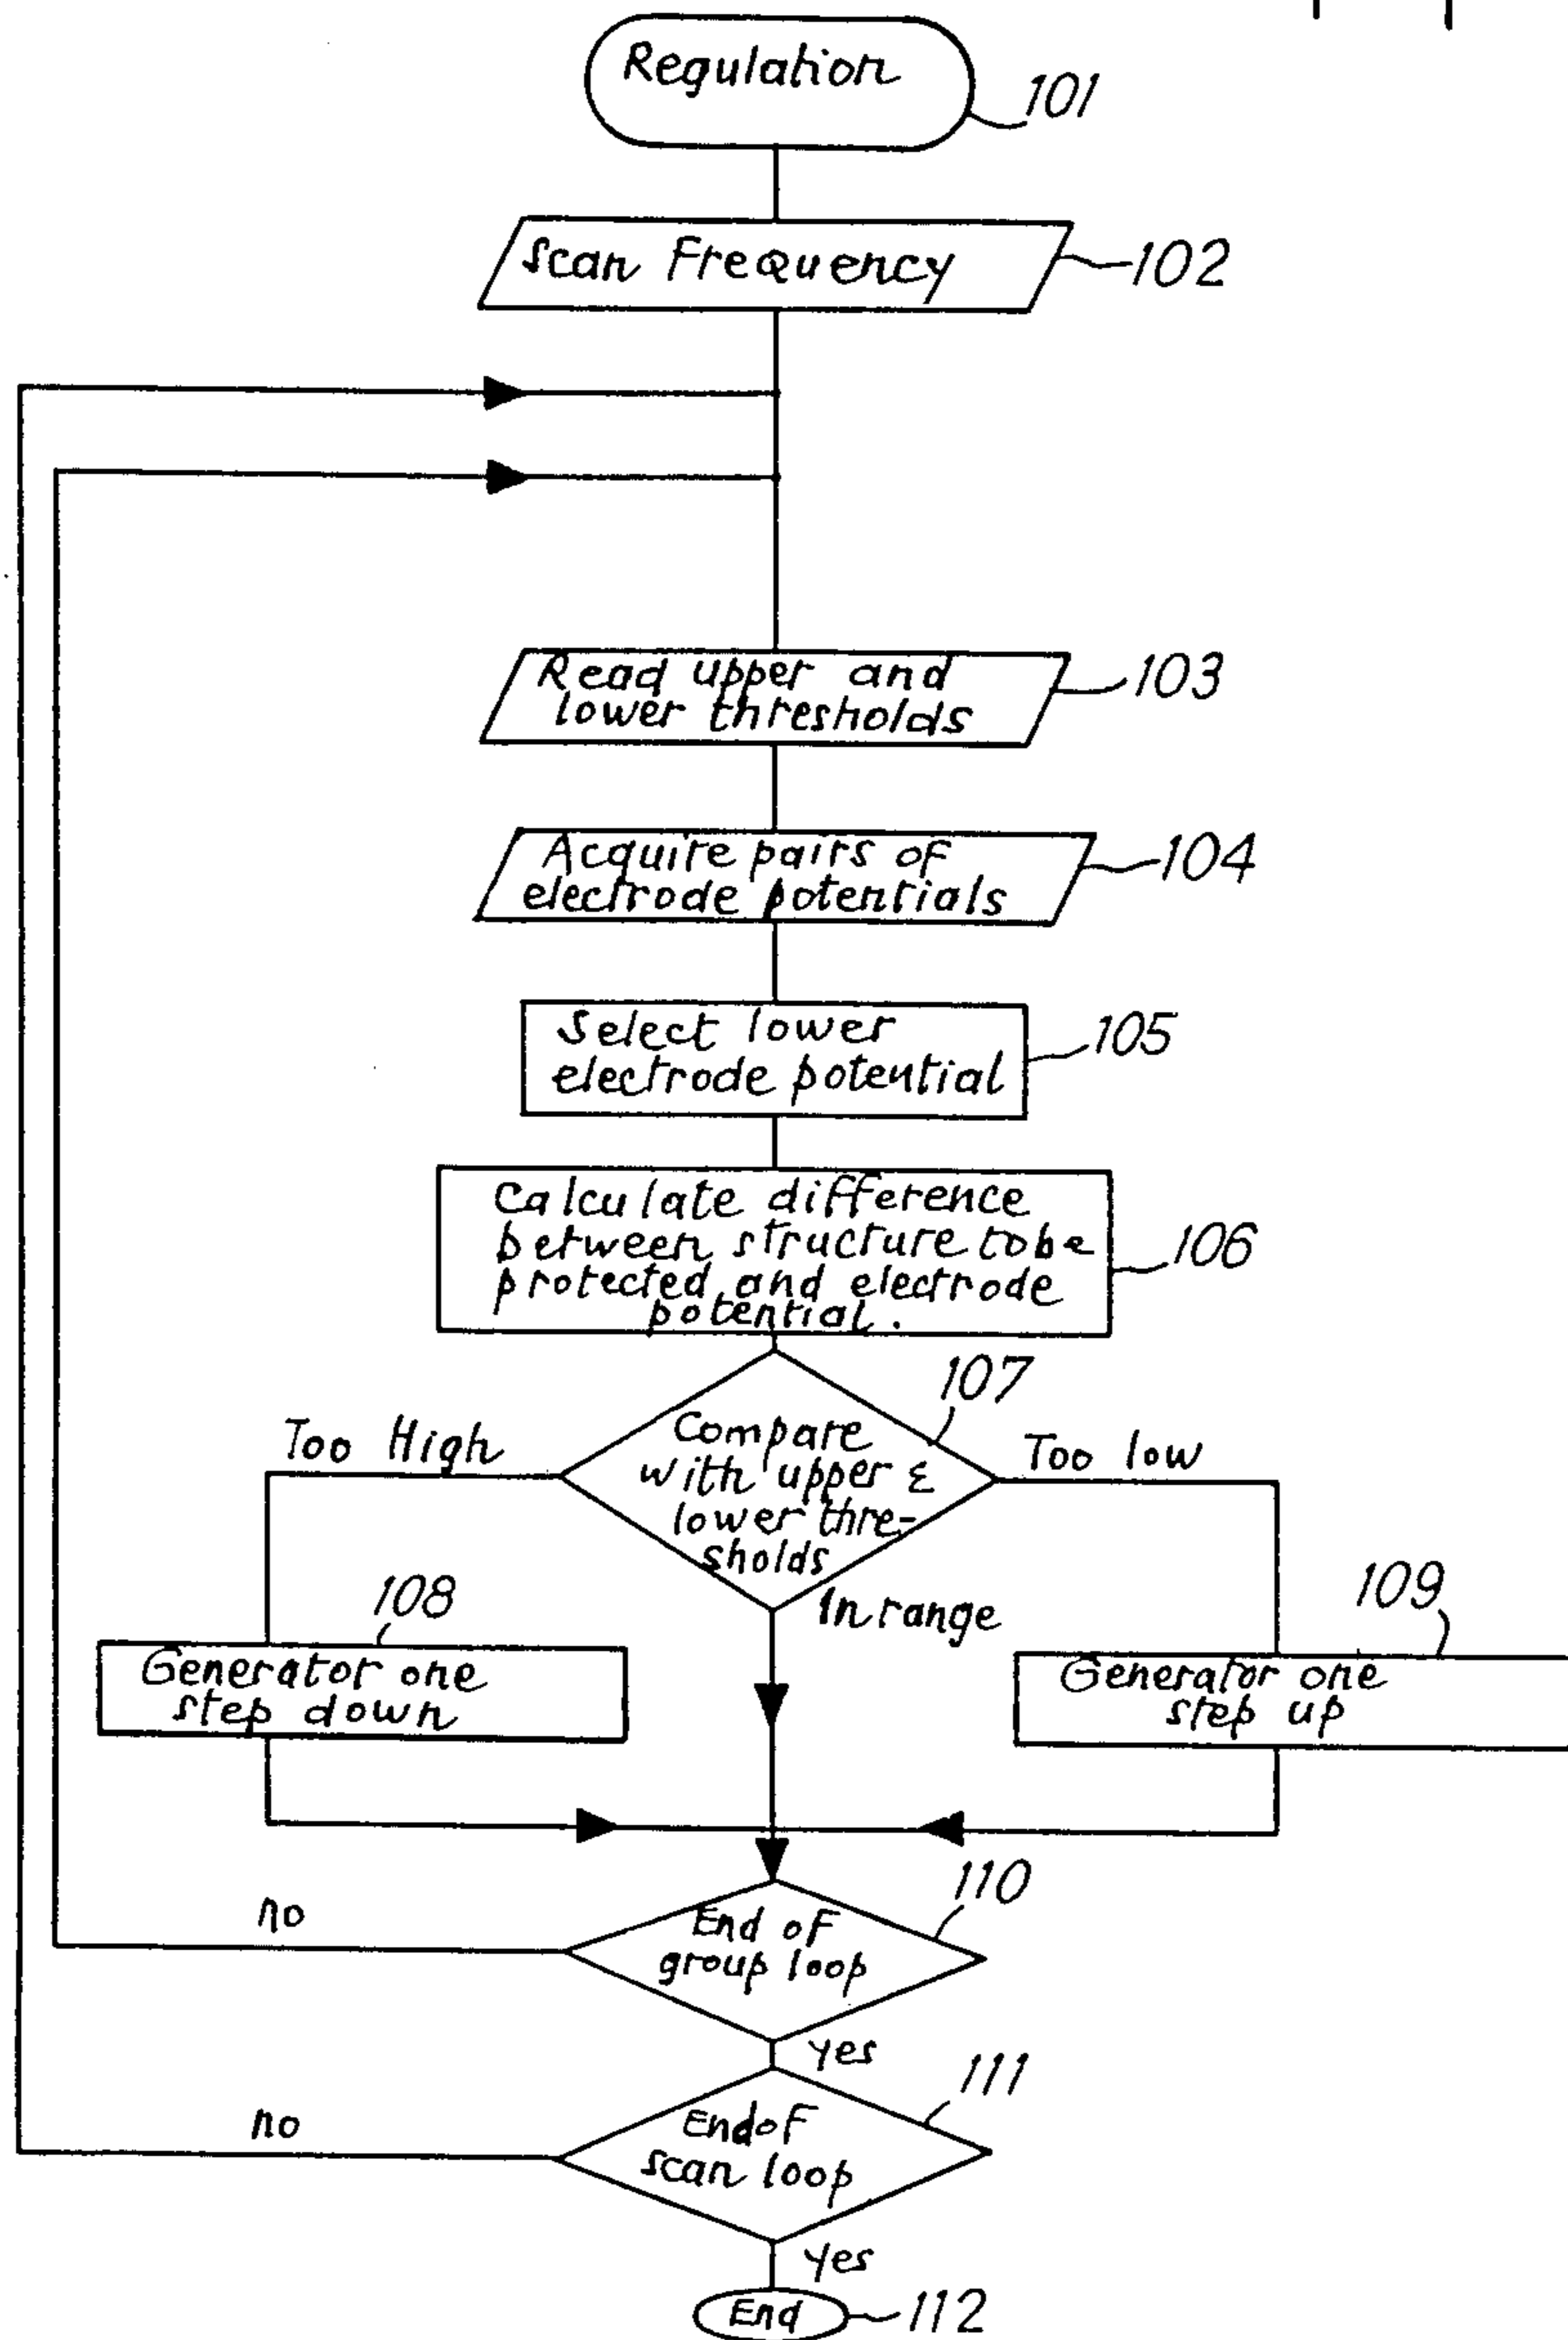 Regulation
101
Scan Frequency
102
Read upper and
lower thresholds
103
Acquire pairs of
electrode potentials
104
Select lower
electrode potential
105
Calculate difference
between structure to be
protected and electrode
potential.
106
107
Too High
Compare
with upper &
lower thre-
sholds
Too low
In range
108
Generator one
step down
109
Generator one
step up
110
no
End of
group loop
yes
111
no
End of
scan loop
yes
End
112